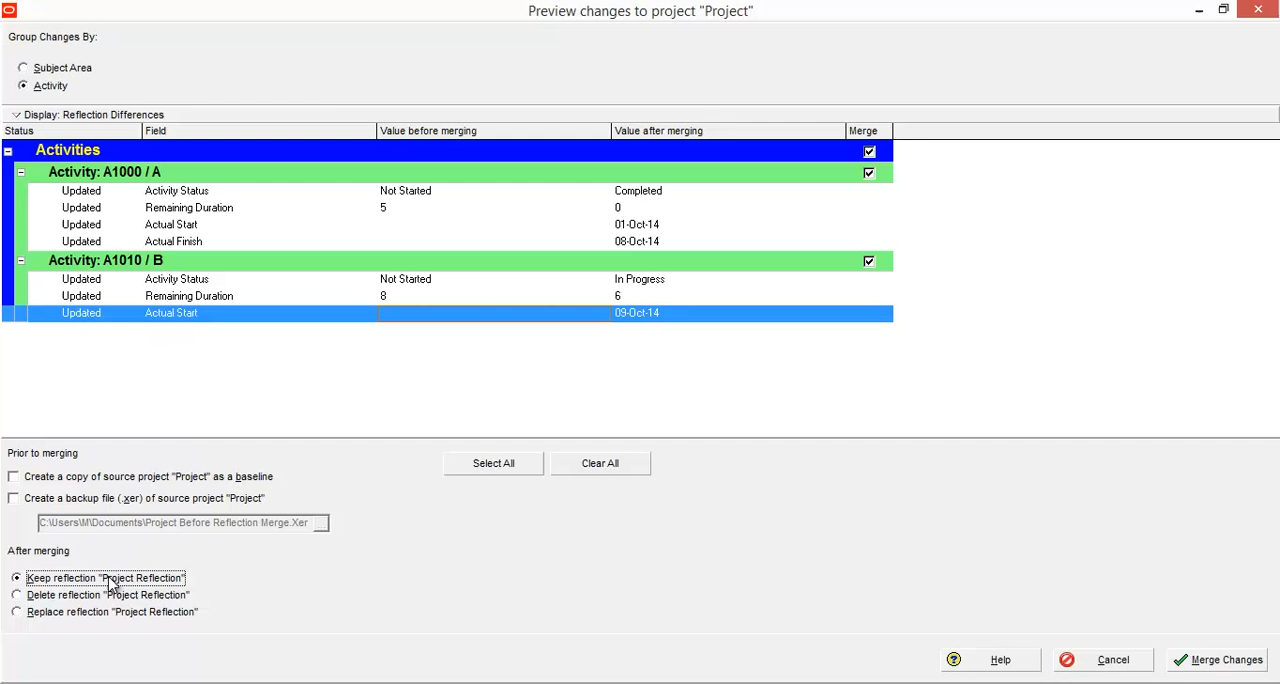 Preview changes to project "Project"
Group Changes By:
Subject Area
Activity
Display: Reflection Differences
Status Field Value before merging Value after merging Merge
Activities
Activity: A1000 / A
Updated Activity Status Not Started Completed
Updated Remaining Duration 5 0
Updated Actual Start 01-Oct-14
Updated Actual Finish 08-Oct-14
Activity: A1010 / B
Updated Activity Status Not Started In Progress
Updated Remaining Duration 8 6
Updated Actual Start 09-Oct-14
Prior to merging
Select All Clear All
Create a copy of source project "Project" as a baseline
Create a backup file (.xer) of source project "Project"
C:\Users\M\Documents\Project Before Reflection Merge.Xer ...
After merging
Keep reflection "Project Reflection"
Delete reflection "Project Reflection"
Replace reflection "Project Reflection"
Help Cancel Merge Changes